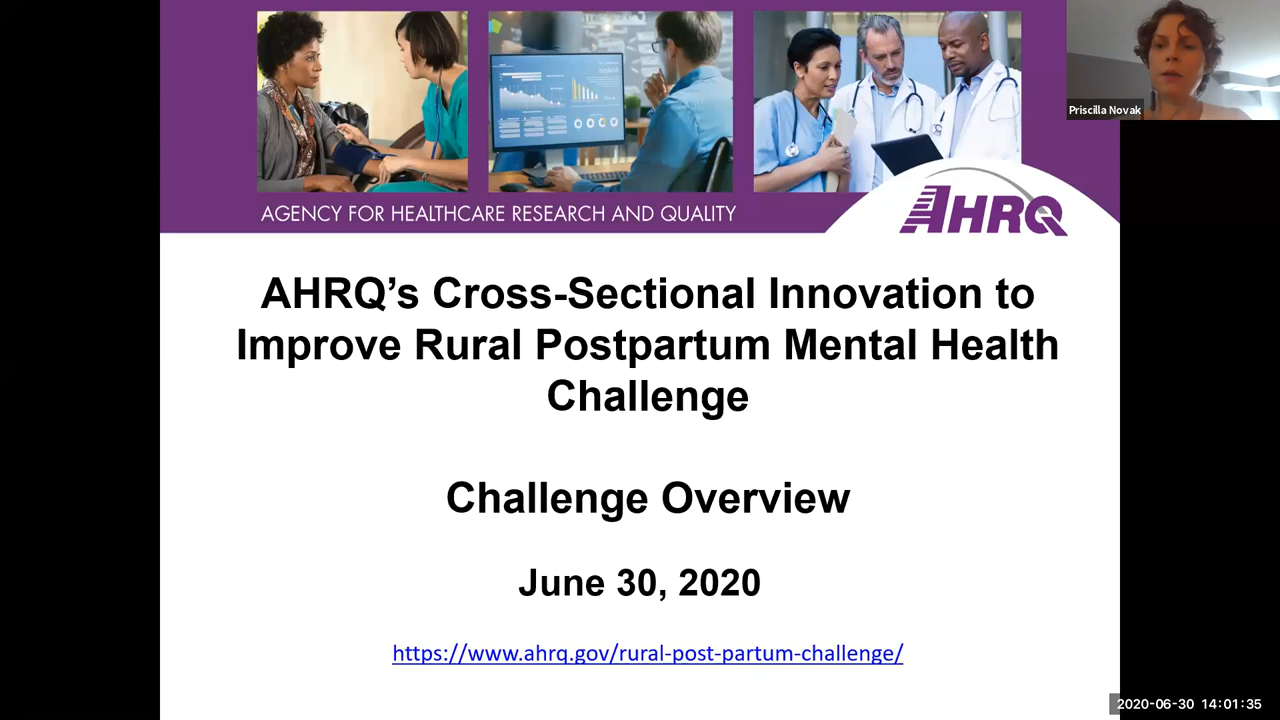 Priscilla Novak
AGENCY FOR HEALTHCARE RESEARCH AND QUALITY
AHRQ
AHRQ’s Cross-Sectional Innovation to
Improve Rural Postpartum Mental Health
Challenge
Challenge Overview
June 30, 2020
https://www.ahrq.gov/rural-post-partum-challenge/
2020-06-30 14:01:35